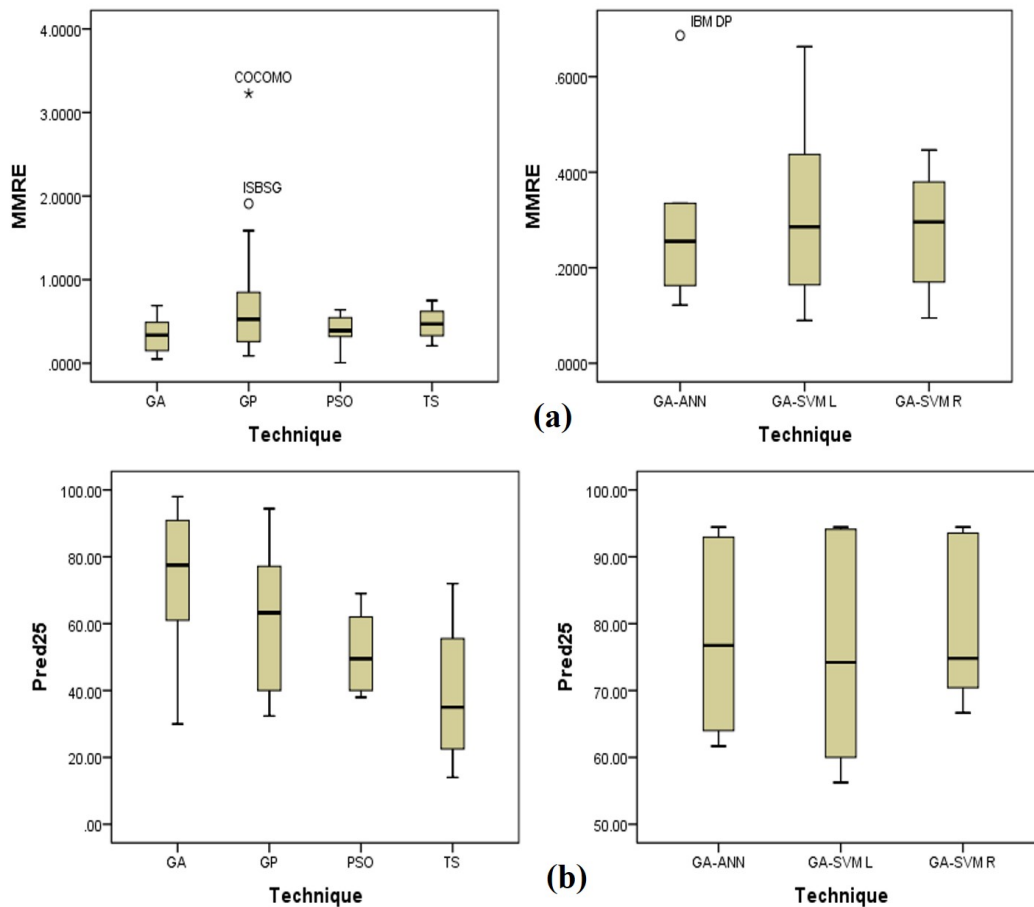 4.0000
3.0000
2.0000
1.0000
.0000
MMRE
COCOMO
ISBSG
GA
GP
PSO
TS
Technique
.6000
.4000
.2000
.0000
MMRE
IBM DP
GA-ANN
GA-SVM L
GA-SVM R
Technique
(a)
100.00
80.00
60.00
40.00
20.00
.00
Pred25
GA
GP
PSO
TS
Technique
100.00
90.00
80.00
70.00
60.00
50.00
Pred25
GA-ANN
GA-SVM L
GA-SVM R
Technique
(b)